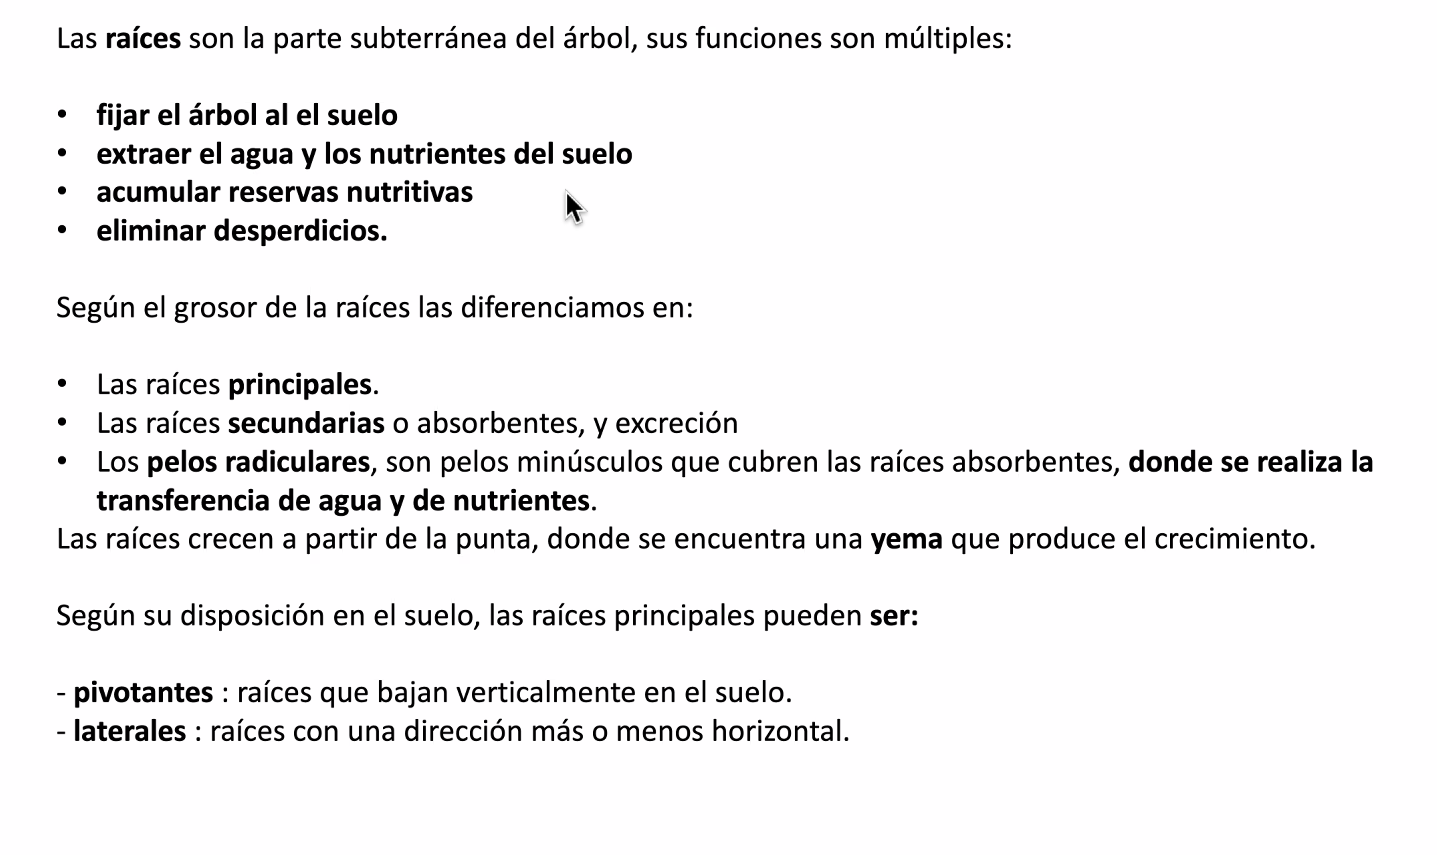 Las raíces son la parte subterránea del árbol, sus funciones son múltiples:
• fijar el árbol al el suelo
• extraer el agua y los nutrientes del suelo
• acumular reservas nutritivas
• eliminar desperdicios.
Según el grosor de la raíces las diferenciamos en:
• Las raíces principales.
• Las raíces secundarias o absorbentes, y excreción
• Los pelos radiculares, son pelos minúsculos que cubren las raíces absorbentes, donde se realiza la
transferencia de agua y de nutrientes.
Las raíces crecen a partir de la punta, donde se encuentra una yema que produce el crecimiento.
Según su disposición en el suelo, las raíces principales pueden ser:
- pivotantes : raíces que bajan verticalmente en el suelo.
- laterales : raíces con una dirección más o menos horizontal.